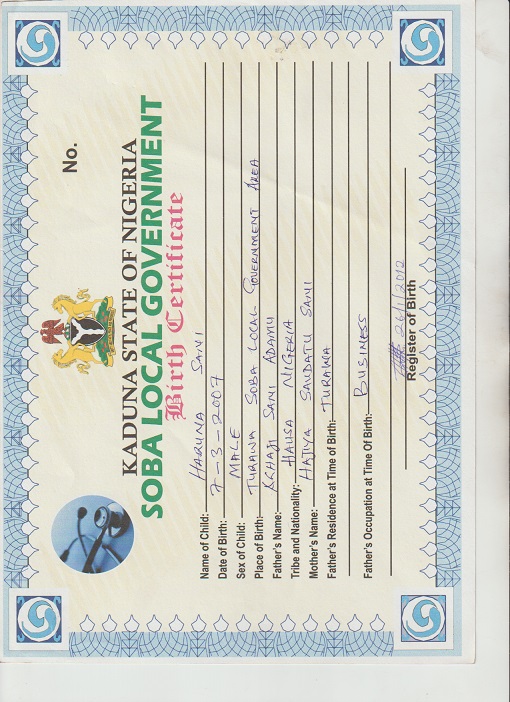 No.
KADUNA STATE OF NIGERIA
SOBA LOCAL GOVERNMENT
Birth Certificate
Name of Child: HARUNA SANI
Date of Birth: 7-3-2007
Sex of Child: MALE
Place of Birth: TURAWA SOBA LOCAL GOVERNMENT AREA
Father's Name: ALHAJI SANI ADAMU
Tribe and Nationality: HAUSA NIGERIA
Mother's Name: HAJIYA SAUDATU SANI
Father's Residence at Time of Birth: TURAWA
Father's Occupation at Time Of Birth: BUSINESS
26/1/2012
Register of Birth